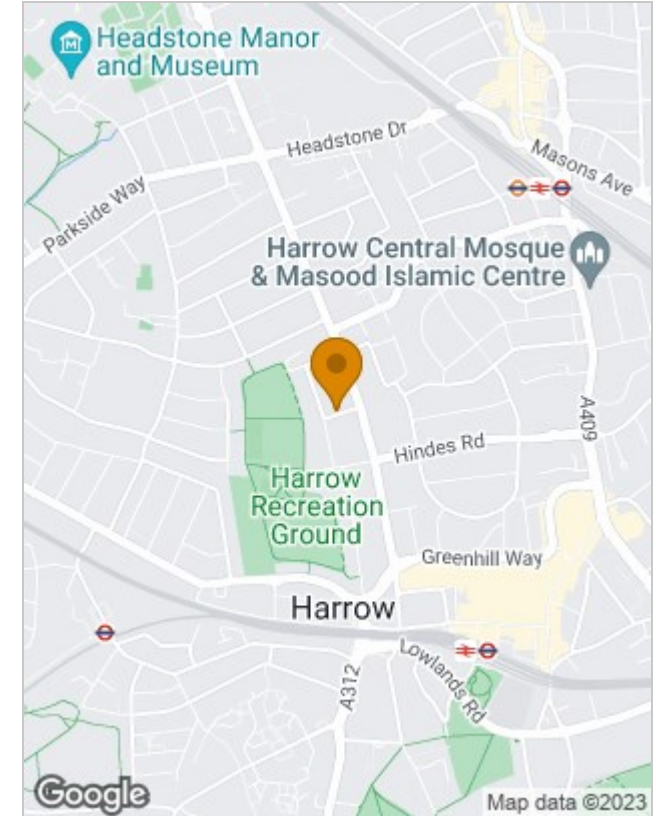 Headstone Manor
and Museum
Headstone Dr
Masons Ave
Parkside Way
Harrow Central Mosque
& Masood Islamic Centre
A409
Hindes Rd
Harrow
Recreation
Ground
Greenhill Way
Harrow
A312
Lowlands Rd
Google
Map data ©2023